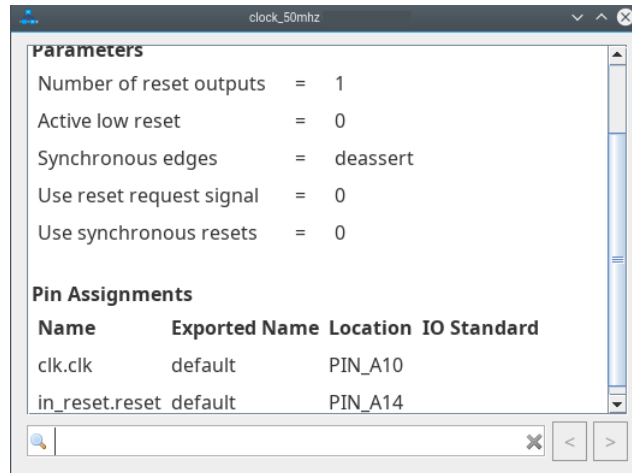 clock_50mhz
Parameters
Number of reset outputs = 1
Active low reset = 0
Synchronous edges = deassert
Use reset request signal = 0
Use synchronous resets = 0
Pin Assignments
Name Exported Name Location IO Standard
clk.clk default PIN_A10
in_reset.reset default PIN_A14
< >